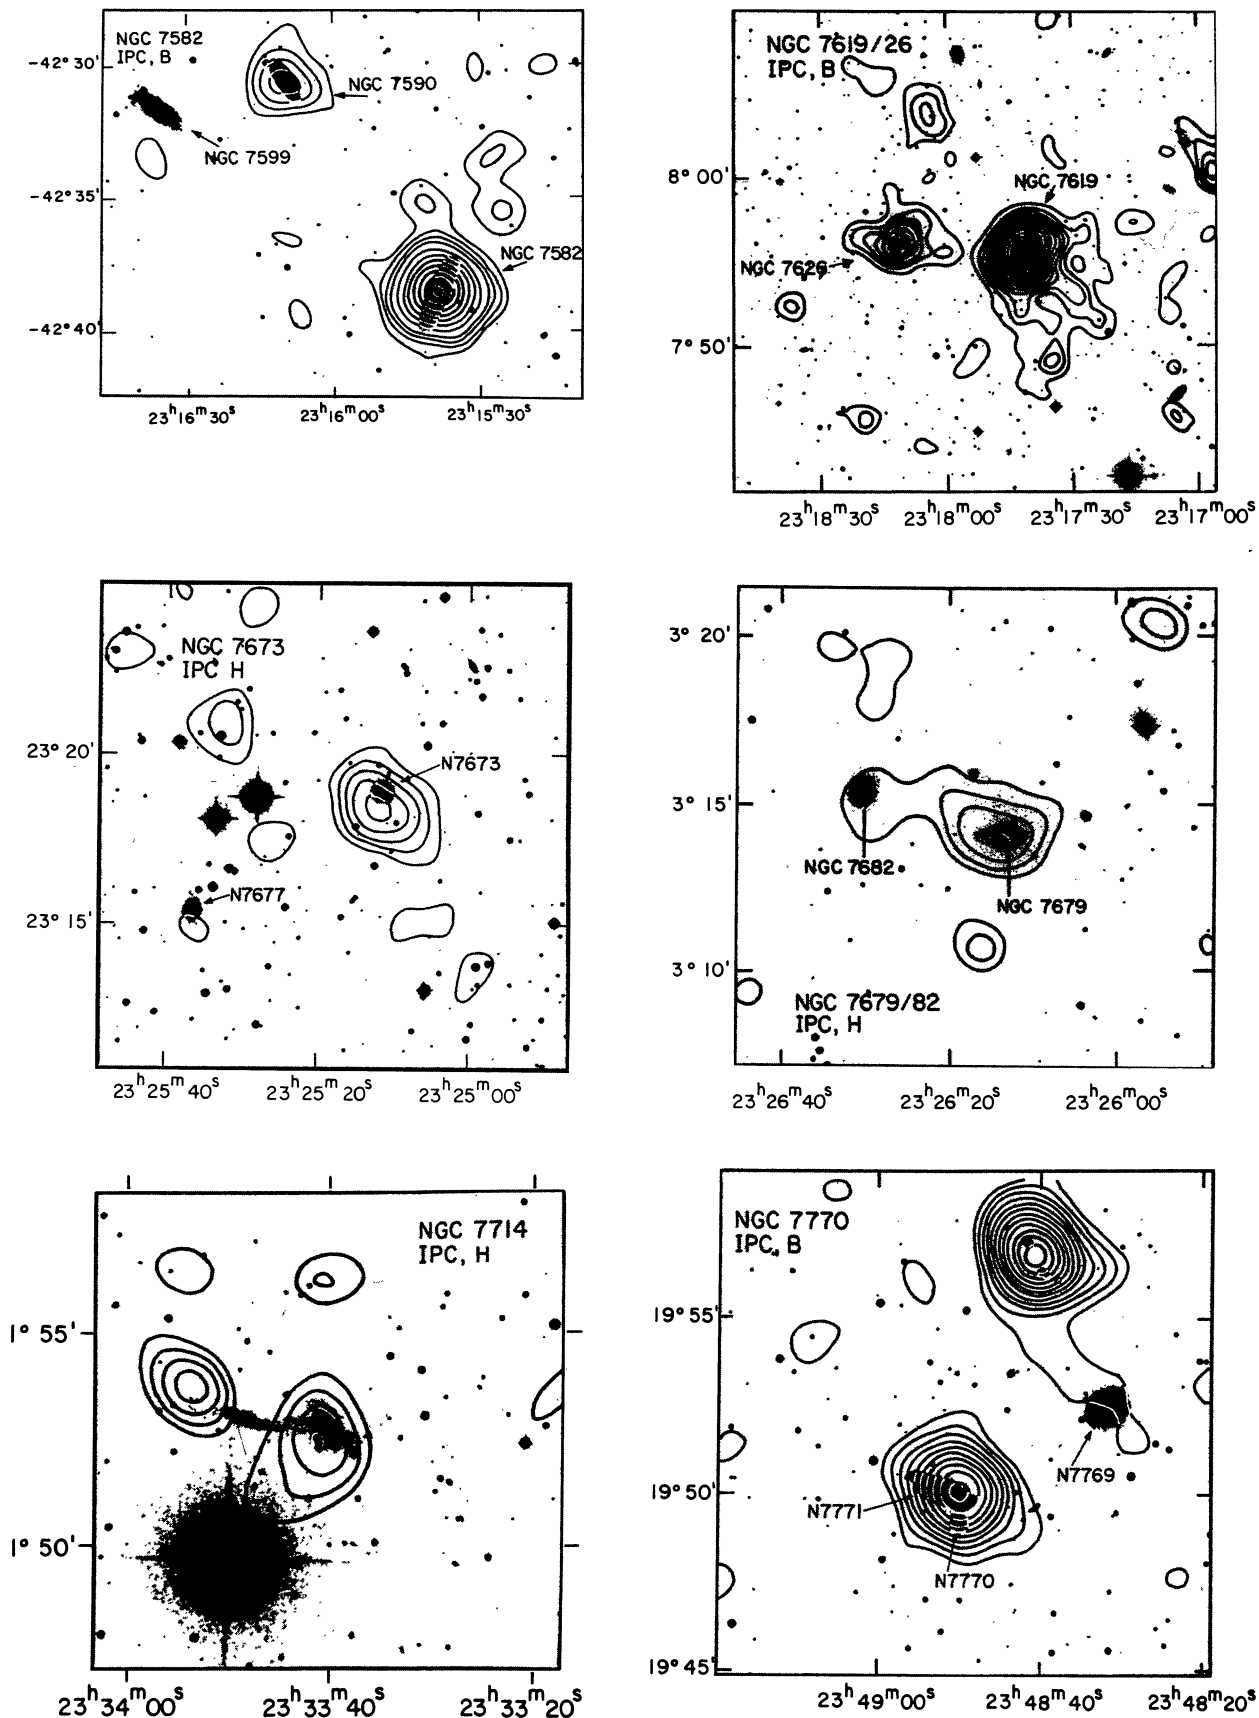 NGC 7582
IPC, B
-42° 30'
-42° 35'
-42° 40'
NGC 7590
NGC 7599
NGC 7582
23ʰ16ᵐ30ˢ 23ʰ16ᵐ00ˢ 23ʰ15ᵐ30ˢ
NGC 7619/26
IPC, B
8° 00'
7° 50'
NGC 7619
NGC 7626
23ʰ18ᵐ30ˢ 23ʰ18ᵐ00ˢ 23ʰ17ᵐ30ˢ 23ʰ17ᵐ00ˢ
NGC 7673
IPC H
23° 20'
23° 15'
N7673
N7677
23ʰ25ᵐ40ˢ 23ʰ25ᵐ20ˢ 23ʰ25ᵐ00ˢ
3° 20'
3° 15'
3° 10'
NGC 7682
NGC 7679
NGC 7679/82
IPC, H
23ʰ26ᵐ40ˢ 23ʰ26ᵐ20ˢ 23ʰ26ᵐ00ˢ
NGC 7714
IPC, H
1° 55'
1° 50'
23ʰ34ᵐ00ˢ 23ʰ33ᵐ40ˢ 23ʰ33ᵐ20ˢ
NGC 7770
IPC, B
19° 55'
19° 50'
19° 45'
N7769
N7771
N7770
23ʰ49ᵐ00ˢ 23ʰ48ᵐ40ˢ 23ʰ48ᵐ20ˢ